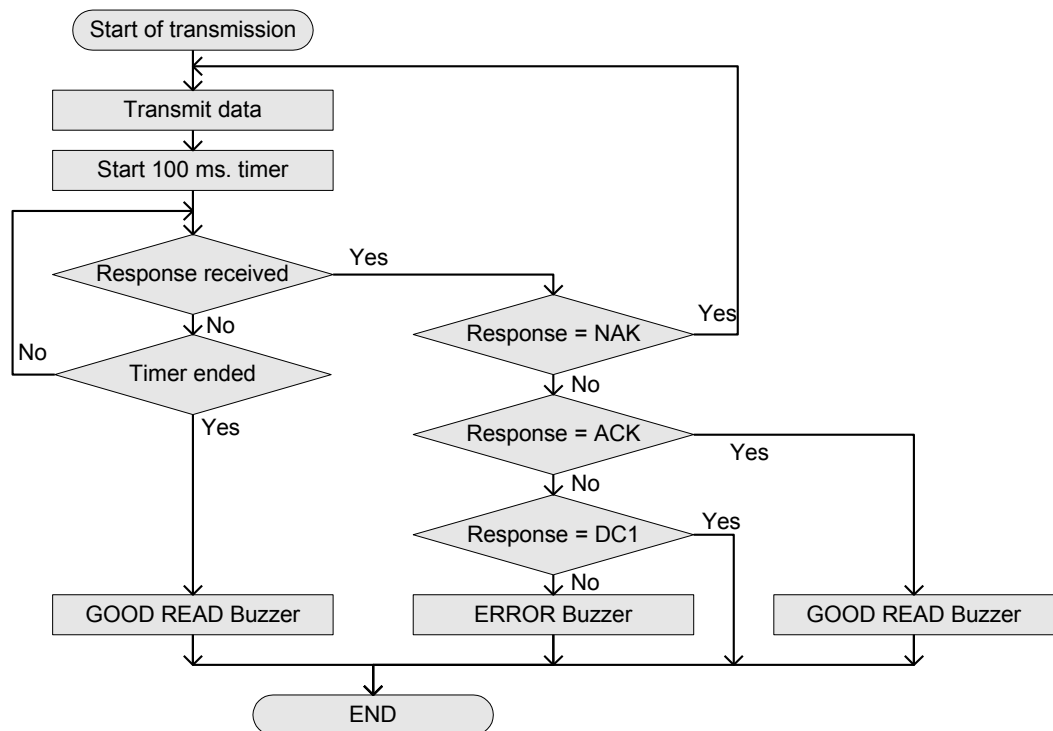 Start of transmission
Transmit data
Start 100 ms. timer
Response received
Yes
No
Response = NAK
Yes
No
Timer ended
No
Yes
Response = ACK
Yes
No
Response = DC1
Yes
No
GOOD READ Buzzer
ERROR Buzzer
GOOD READ Buzzer
END